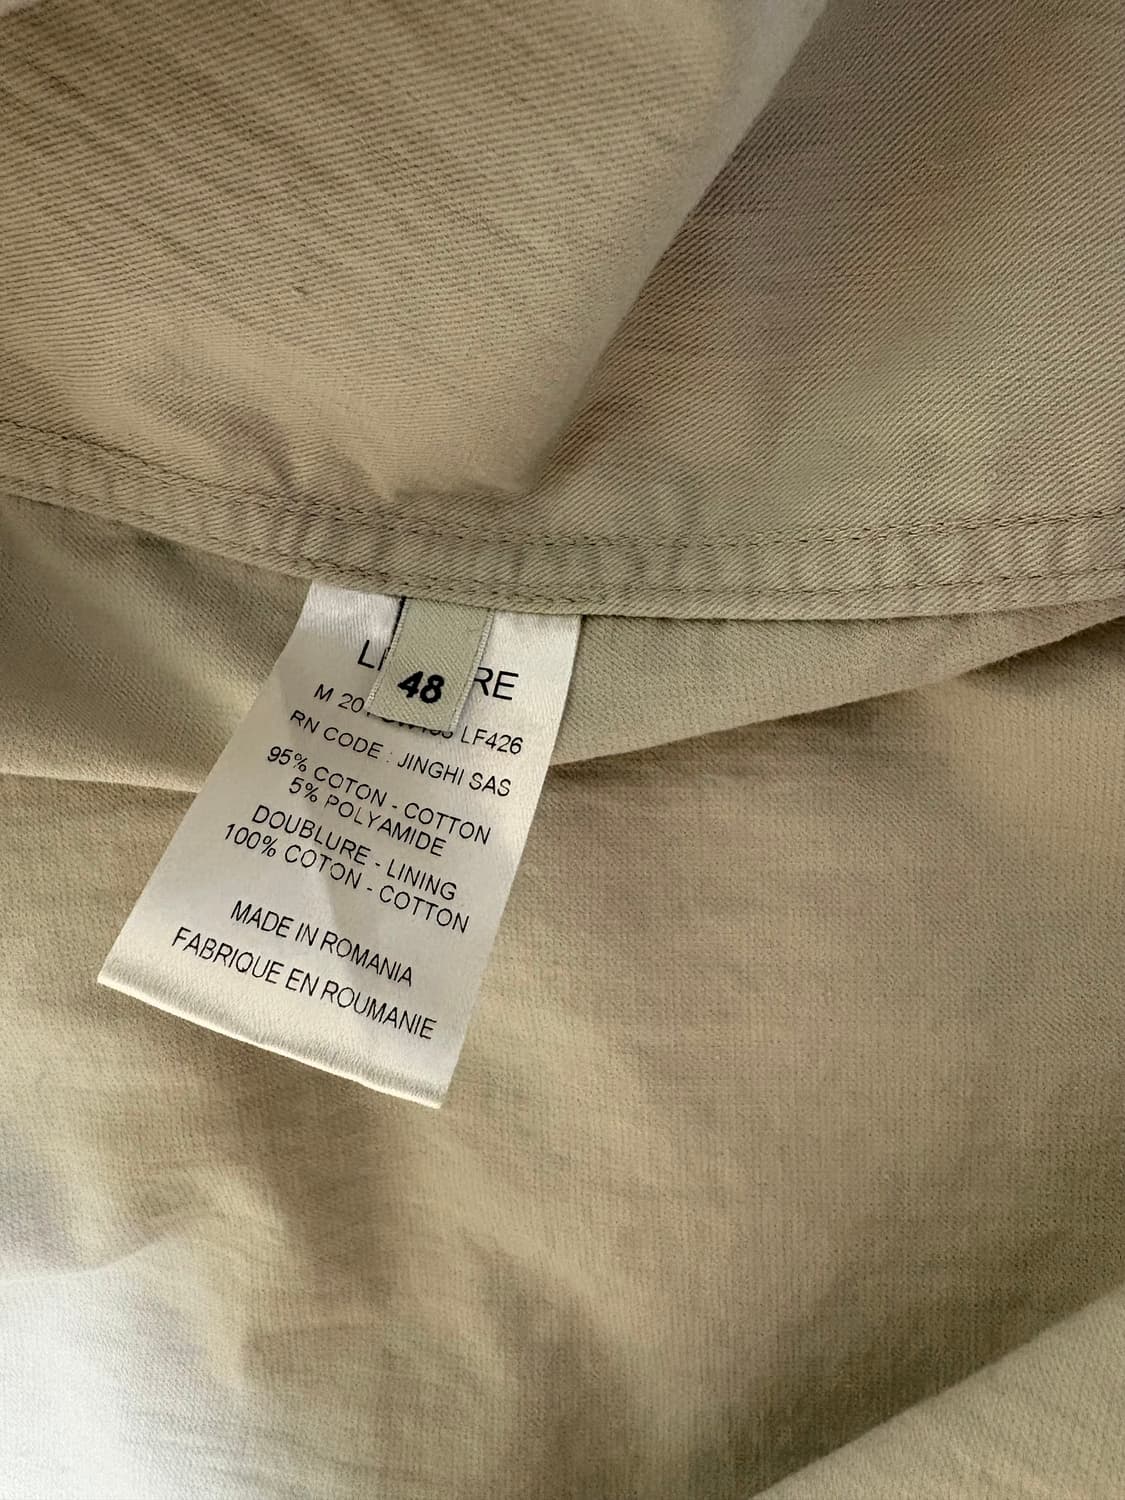 48
RN CODE : JINGHI SAS
LF426
95% COTON - COTTON
5% POLYAMIDE
DOUBLURE - LINING
100% COTON - COTTON
MADE IN ROMANIA
FABRIQUE EN ROUMANIE